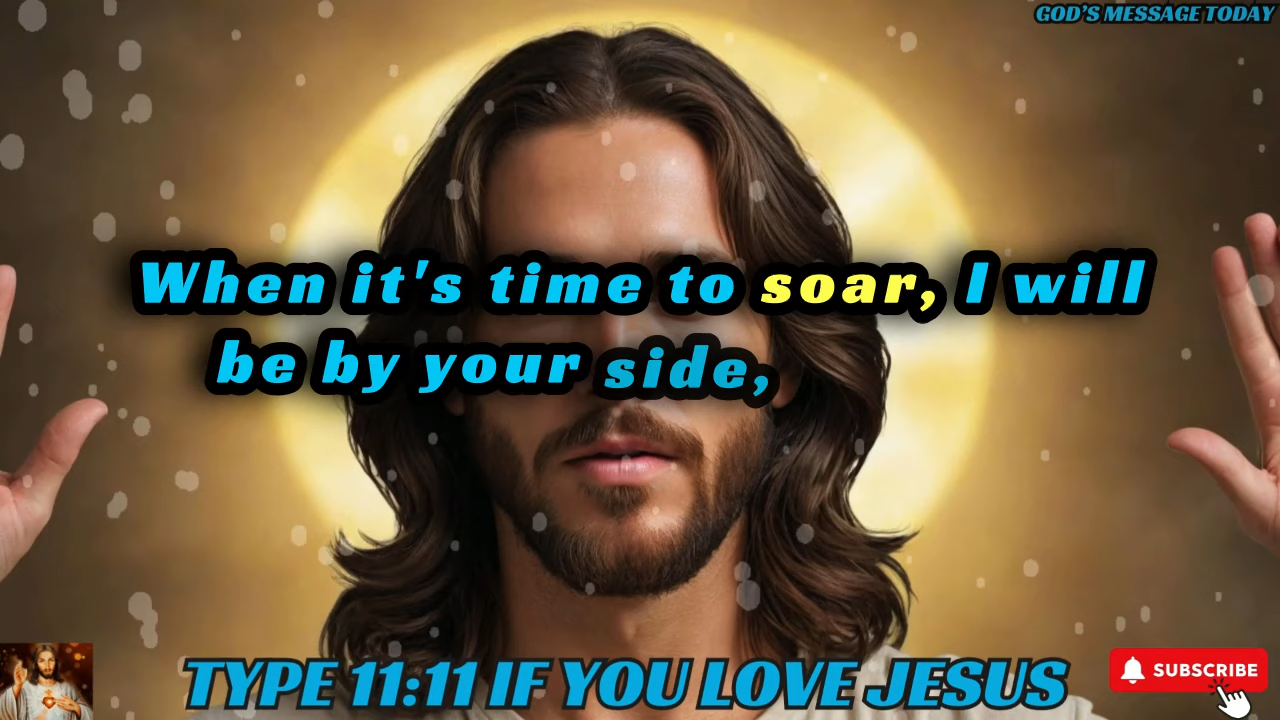 GOD'S MESSAGE TODAY
When it's time to soar, I will
be by your side,
TYPE 11:11 IF YOU LOVE JESUS
SUBSCRIBE